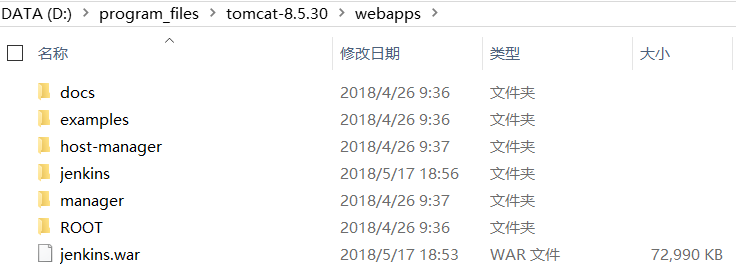 DATA (D:) > program_files > tomcat-8.5.30 > webapps >
名称 修改日期 类型 大小
docs 2018/4/26 9:36 文件夹
examples 2018/4/26 9:36 文件夹
host-manager 2018/4/26 9:37 文件夹
jenkins 2018/5/17 18:56 文件夹
manager 2018/4/26 9:37 文件夹
ROOT 2018/4/26 9:36 文件夹
jenkins.war 2018/5/17 18:53 WAR 文件 72,990 KB